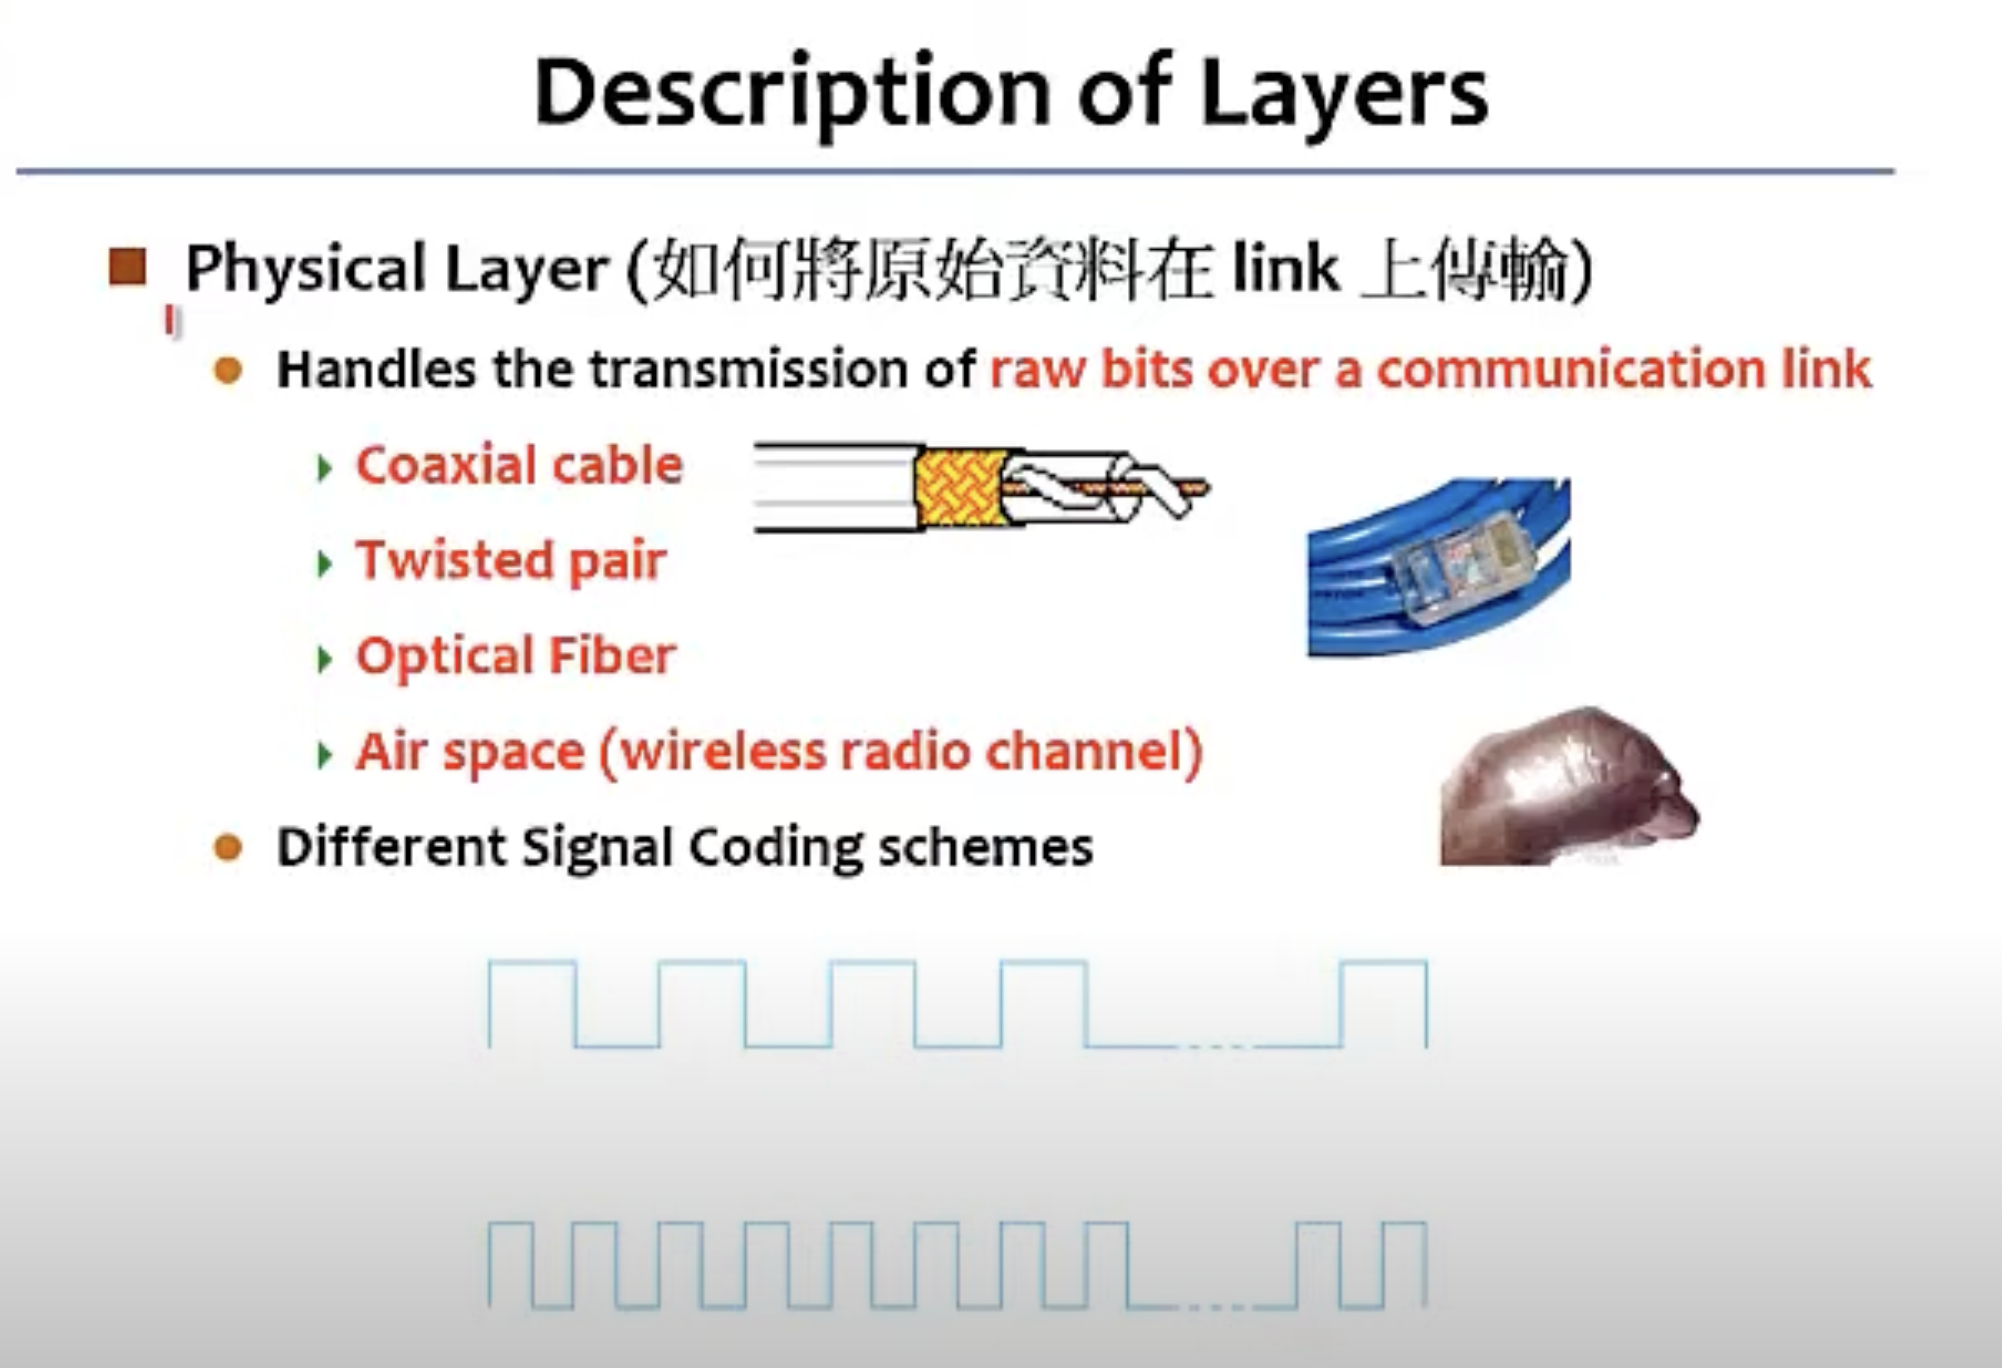 Description of Layers
Physical Layer (如何將原始資料在 link 上傳輸)
Handles the transmission of raw bits over a communication link
Coaxial cable
Twisted pair
Optical Fiber
Air space (wireless radio channel)
Different Signal Coding schemes